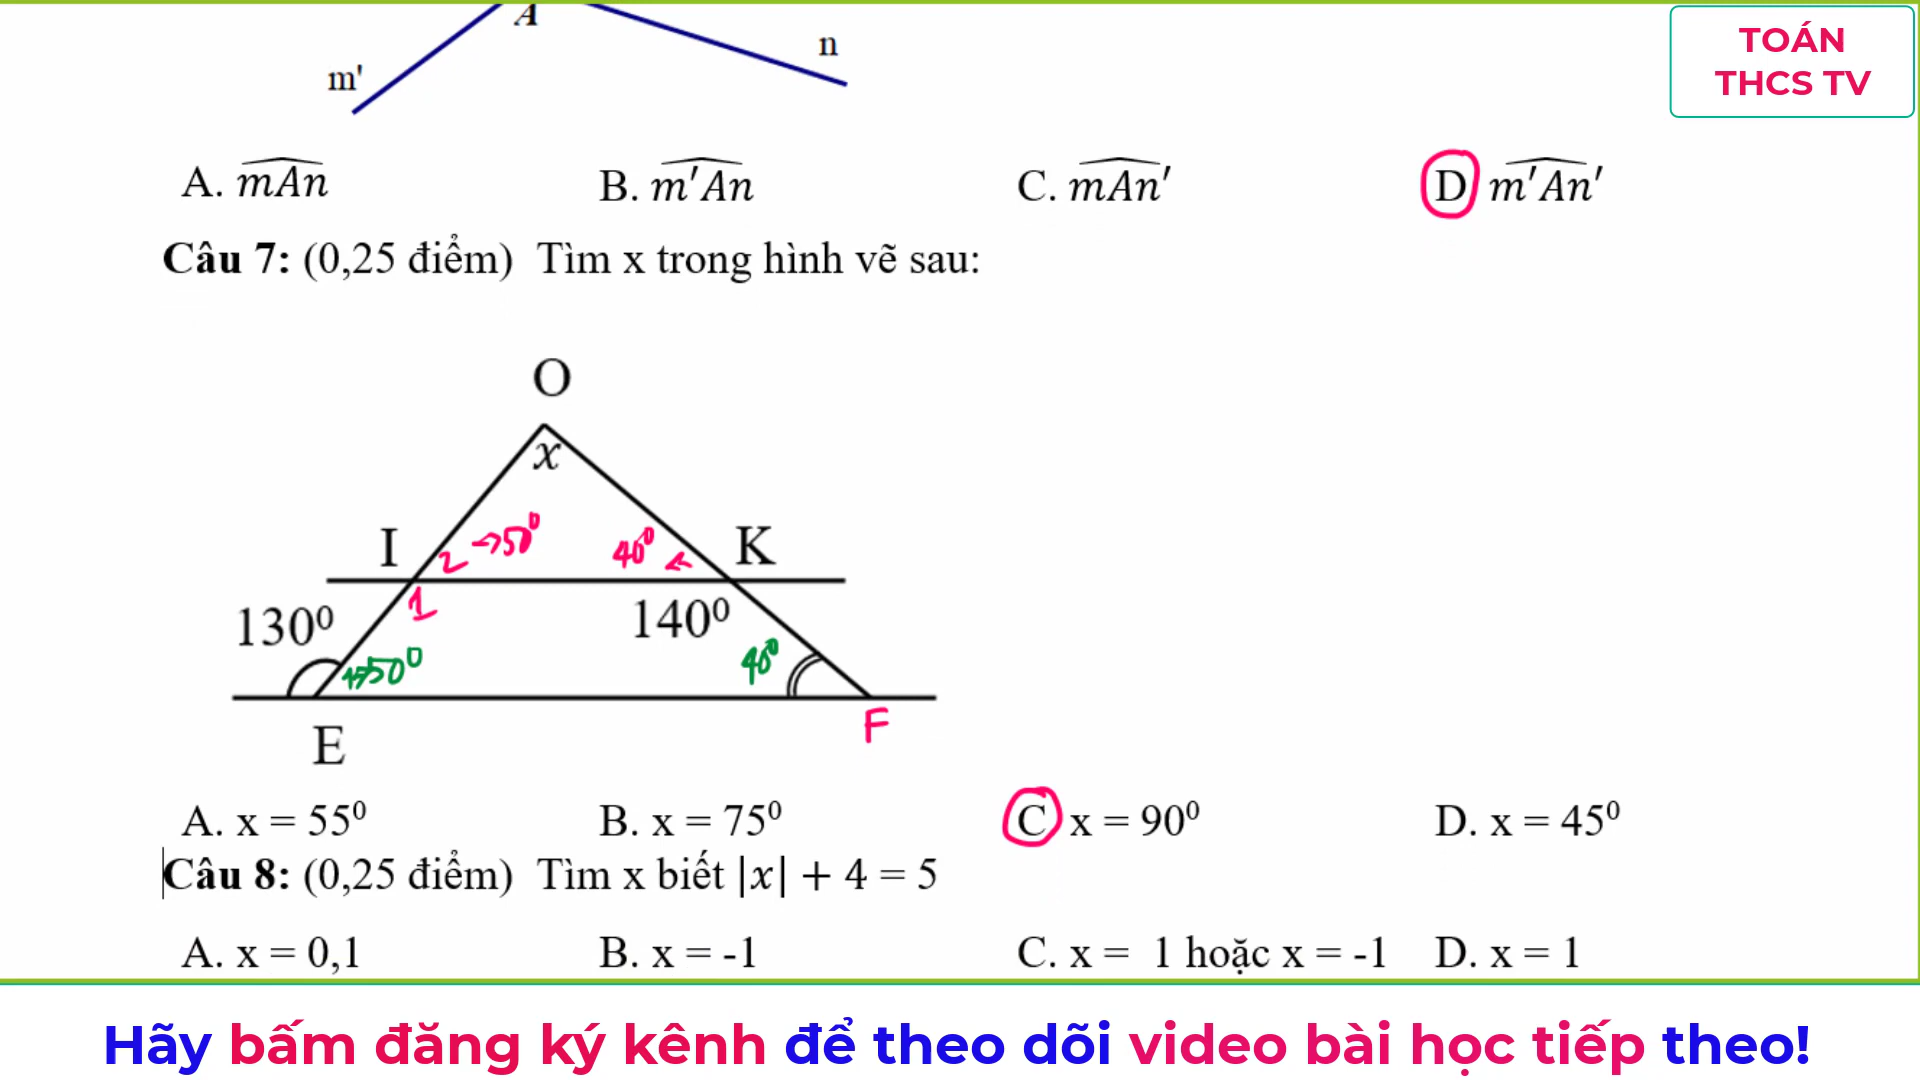 A
n
m'
TOÁN
THCS TV
A. mAn B. m'An C. mAn' D m'An'
Câu 7: (0,25 điểm) Tìm x trong hình vẽ sau:
O
x
I 2 →50⁰ 40⁰ ← K
1
130⁰ 140⁰
→50⁰ 40⁰
F
E
A. x = 55⁰ B. x = 75⁰ C x = 90⁰ D. x = 45⁰
Câu 8: (0,25 điểm) Tìm x biết |x| + 4 = 5
A. x = 0,1 B. x = -1 C. x = 1 hoặc x = -1 D. x = 1
Hãy bấm đăng ký kênh để theo dõi video bài học tiếp theo!